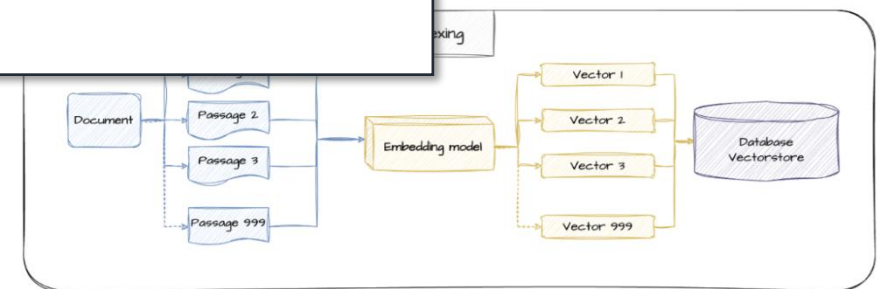 Vector 1
Document
Passage 2
Vector 2
Embedding model
Database
Vectorstore
Passage 3
Vector 3
Passage 999
Vector 999